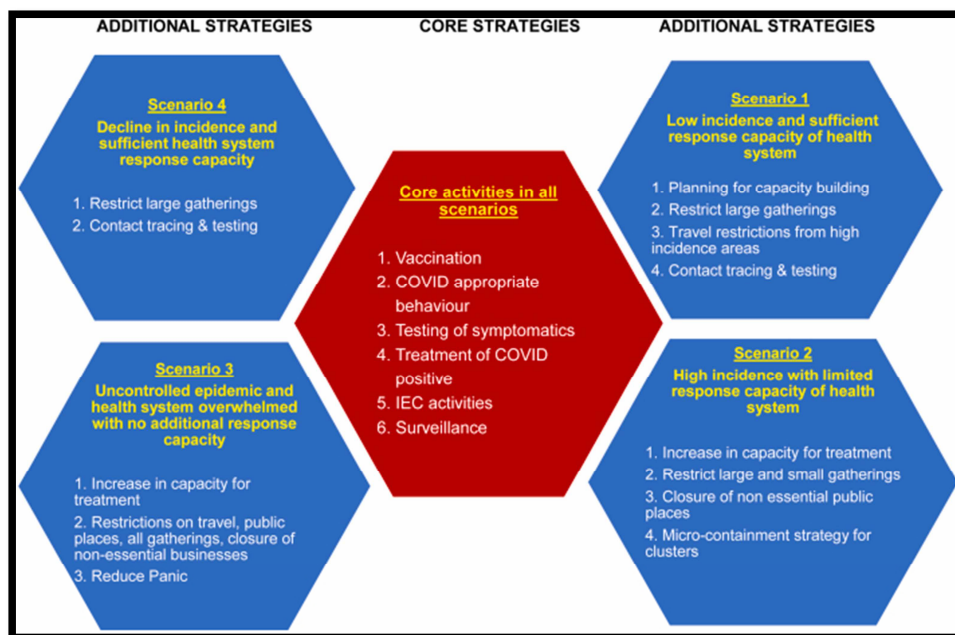 ADDITIONAL STRATEGIES
CORE STRATEGIES
ADDITIONAL STRATEGIES
Scenario 4
Decline in incidence and
sufficient health system
response capacity
1. Restrict large gatherings
2. Contact tracing & testing
Scenario 3
Uncontrolled epidemic and
health system overwhelmed
with no additional response
capacity
1. Increase in capacity for
treatment
2. Restrictions on travel, public
places, all gatherings, closure of
non-essential businesses
3. Reduce Panic
Core activities in all
scenarios
1. Vaccination
2. COVID appropriate
behaviour
3. Testing of symptomatics
4. Treatment of COVID
positive
5. IEC activities
6. Surveillance
Scenario 1
Low incidence and sufficient
response capacity of health
system
1. Planning for capacity building
2. Restrict large gatherings
3. Travel restrictions from high
incidence areas
4. Contact tracing & testing
Scenario 2
High incidence with limited
response capacity of health
system
1. Increase in capacity for treatment
2. Restrict large and small gatherings
3. Closure of non essential public
places
4. Micro-containment strategy for
clusters